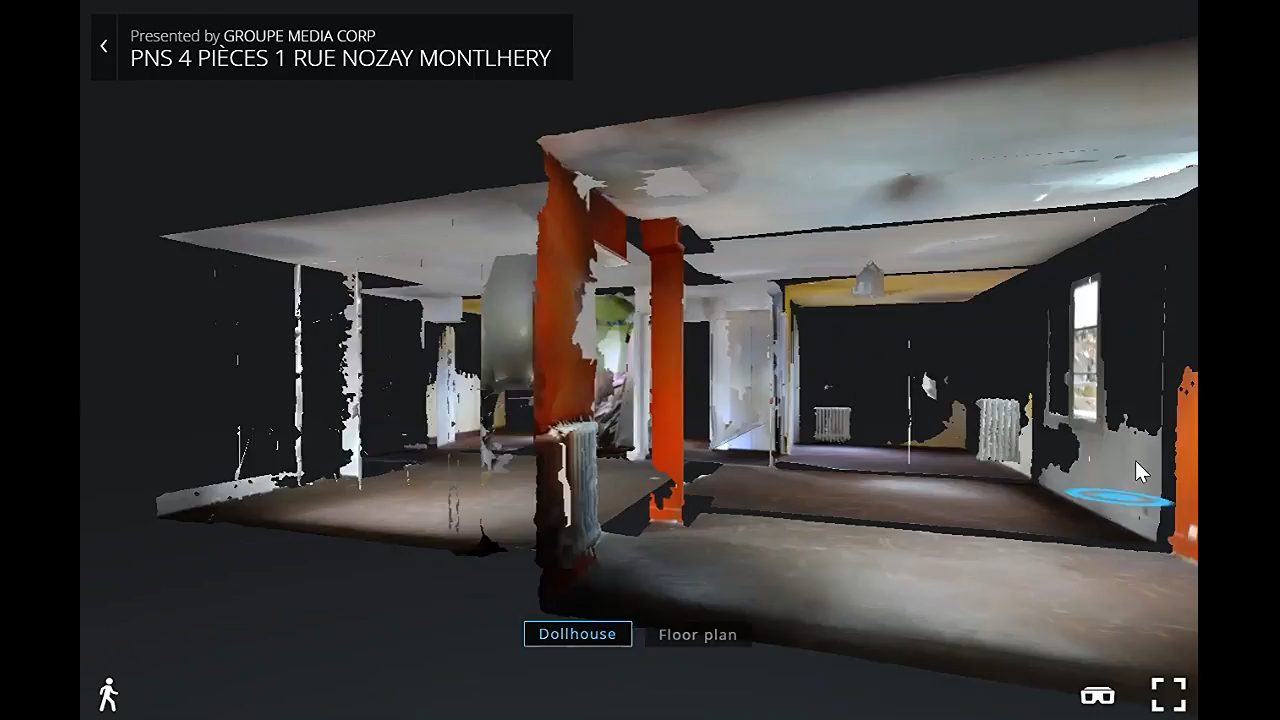 Presented by GROUPE MEDIA CORP
PNS 4 PIÈCES 1 RUE NOZAY MONTLHERY
Dollhouse
Floor plan